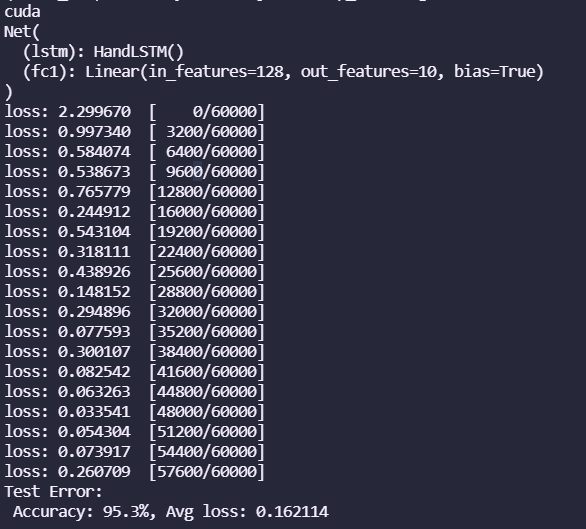 cuda
Net(
  (lstm): HandLSTM()
  (fc1): Linear(in_features=128, out_features=10, bias=True)
)
loss: 2.299670  [    0/60000]
loss: 0.997340  [ 3200/60000]
loss: 0.584074  [ 6400/60000]
loss: 0.538673  [ 9600/60000]
loss: 0.765779  [12800/60000]
loss: 0.244912  [16000/60000]
loss: 0.543104  [19200/60000]
loss: 0.318111  [22400/60000]
loss: 0.438926  [25600/60000]
loss: 0.148152  [28800/60000]
loss: 0.294896  [32000/60000]
loss: 0.077593  [35200/60000]
loss: 0.300107  [38400/60000]
loss: 0.082542  [41600/60000]
loss: 0.063263  [44800/60000]
loss: 0.033541  [48000/60000]
loss: 0.054304  [51200/60000]
loss: 0.073917  [54400/60000]
loss: 0.260709  [57600/60000]
Test Error:
 Accuracy: 95.3%, Avg loss: 0.162114